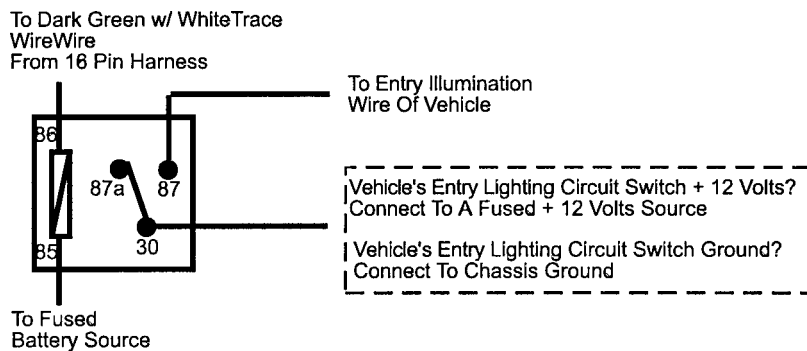 To Dark Green w/ WhiteTrace
WireWire
From 16 Pin Harness
To Entry Illumination
Wire Of Vehicle
86
87a
87
85
30
Vehicle's Entry Lighting Circuit Switch + 12 Volts?
Connect To A Fused + 12 Volts Source
Vehicle's Entry Lighting Circuit Switch Ground?
Connect To Chassis Ground
To Fused
Battery Source